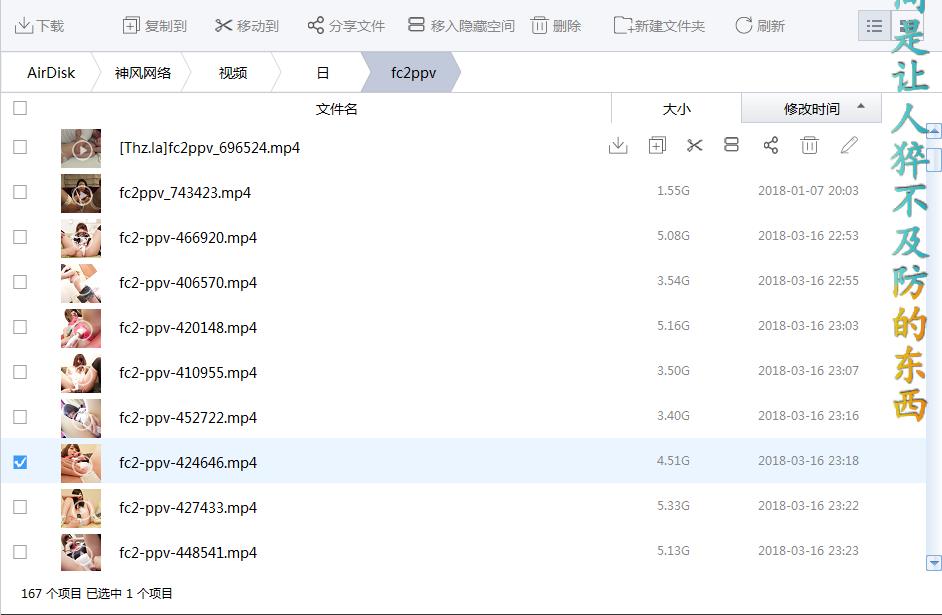 下载 复制到 移动到 分享文件 移入隐藏空间 删除 新建文件夹 刷新
AirDisk 神风网络 视频 日 fc2ppv
文件名 大小 修改时间
[Thz.la]fc2ppv_696524.mp4
fc2ppv_743423.mp4 1.55G 2018-01-07 20:03
fc2-ppv-466920.mp4 5.08G 2018-03-16 22:53
fc2-ppv-406570.mp4 3.54G 2018-03-16 22:55
fc2-ppv-420148.mp4 5.16G 2018-03-16 23:03
fc2-ppv-410955.mp4 3.50G 2018-03-16 23:07
fc2-ppv-452722.mp4 3.40G 2018-03-16 23:16
fc2-ppv-424646.mp4 4.51G 2018-03-16 23:18
fc2-ppv-427433.mp4 5.33G 2018-03-16 23:22
fc2-ppv-448541.mp4 5.13G 2018-03-16 23:23
167 个项目 已选中 1 个项目
是让人猝不及防的东西